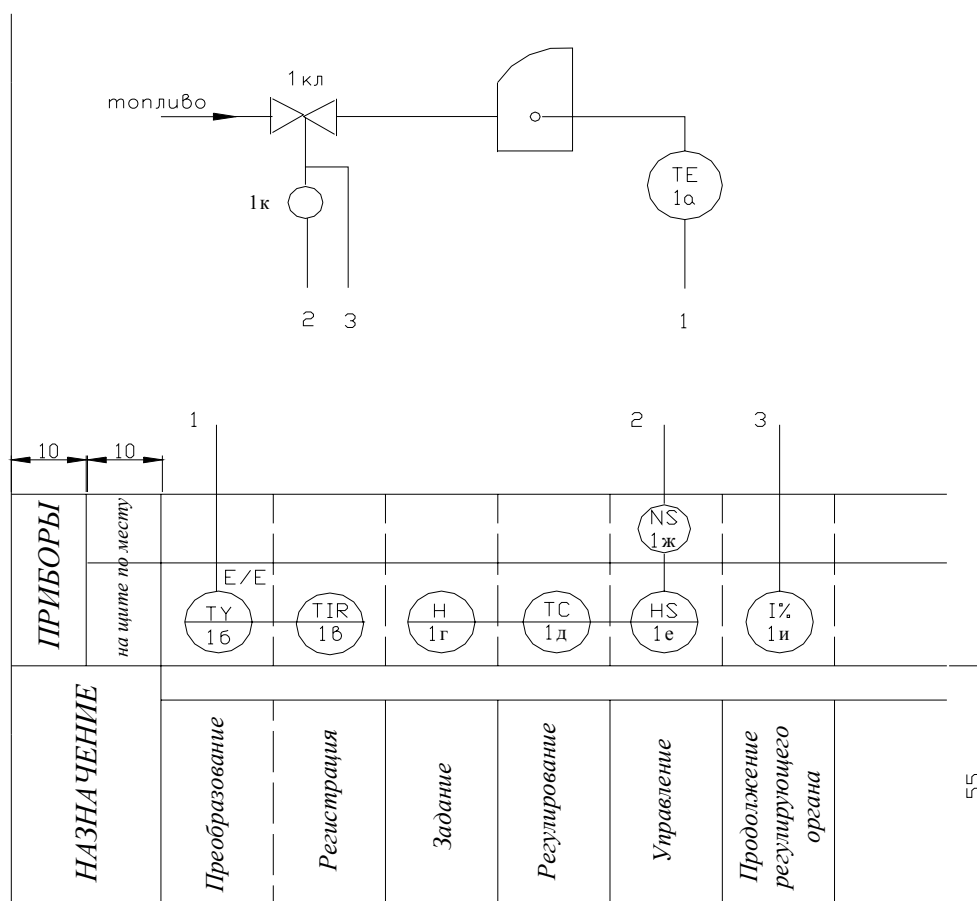 1кл
топливо
TE
1а
1к
2
3
1
1
2
3
10
10
ПРИБОРЫ
на щите по месту
NS
1ж
E/E
TY
1б
TIR
1в
H
1г
TC
1д
HS
1е
I%
1и
НАЗНАЧЕНИЕ
Преобразование
Регистрация
Задание
Регулирование
Управление
Продолжение
регулирующего
органа
55